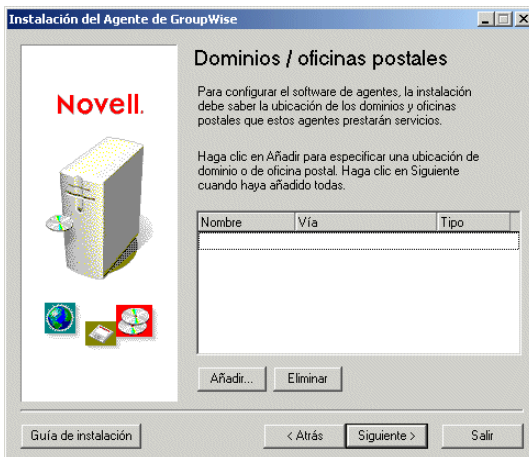 Instalación del Agente de GroupWise
Novell.
Dominios / oficinas postales
Para configurar el software de agentes, la instalación
debe saber la ubicación de los dominios y oficinas
postales que estos agentes prestarán servicios.
Haga clic en Añadir para especificar una ubicación de
dominio o de oficina postal. Haga clic en Siguiente
cuando haya añadido todas.
Nombre Vía Tipo
Añadir... Eliminar
Guía de instalación < Atrás Siguiente > Salir